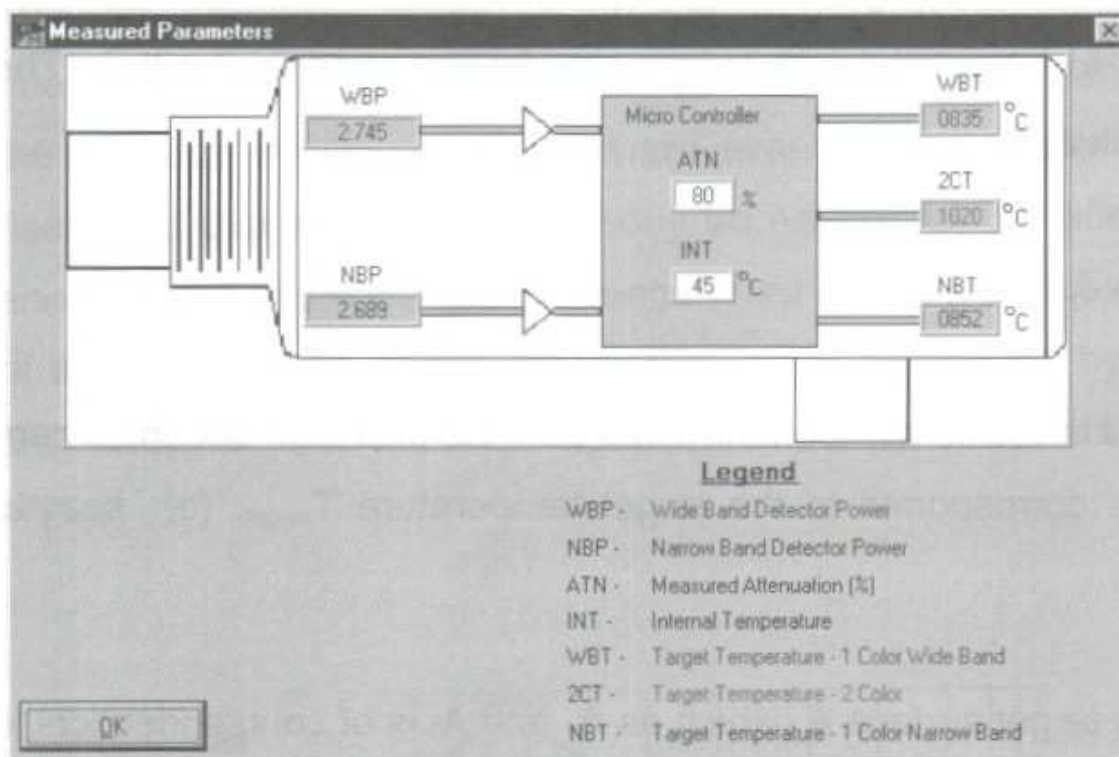 Measured Parameters
WBP
2.745
NBP
2.689
Micro Controller
ATN
80 %
INT
45 °C
WBT
0835 °C
2CT
1020 °C
NBT
0852 °C
Legend
WBP - Wide Band Detector Power
NBP - Narrow Band Detector Power
ATN - Measured Attenuation (%)
INT - Internal Temperature
WBT - Target Temperature - 1 Color Wide Band
2CT - Target Temperature - 2 Color
NBT - Target Temperature - 1 Color Narrow Band
OK